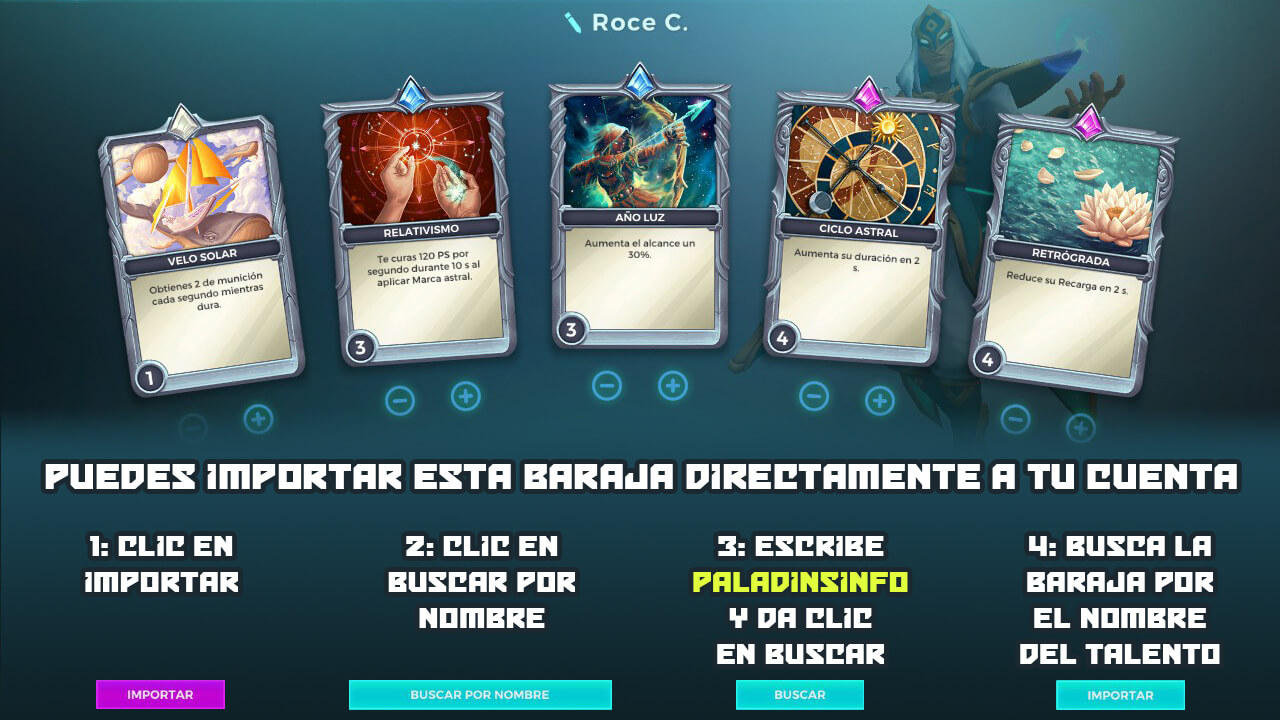 Roce C.
VELO SOLAR
Obtienes 2 de munición
cada segundo mientras
dura.
1
RELATIVISMO
Te curas 120 PS por
segundo durante 10 s al
aplicar Marca astral.
3
AÑO LUZ
Aumenta el alcance un
30%.
3
CICLO ASTRAL
Aumenta su duración en 2
s.
4
RETRÓGRADA
Reduce su Recarga en 2 s.
4
PUEDES IMPORTAR ESTA BARAJA DIRECTAMENTE A TU CUENTA
1: CLIC EN
IMPORTAR
IMPORTAR
2: CLIC EN
BUSCAR POR
NOMBRE
BUSCAR POR NOMBRE
3: ESCRIBE
PALADINSINFO
Y DA CLIC
EN BUSCAR
BUSCAR
4: BUSCA LA
BARAJA POR
EL NOMBRE
DEL TALENTO
IMPORTAR